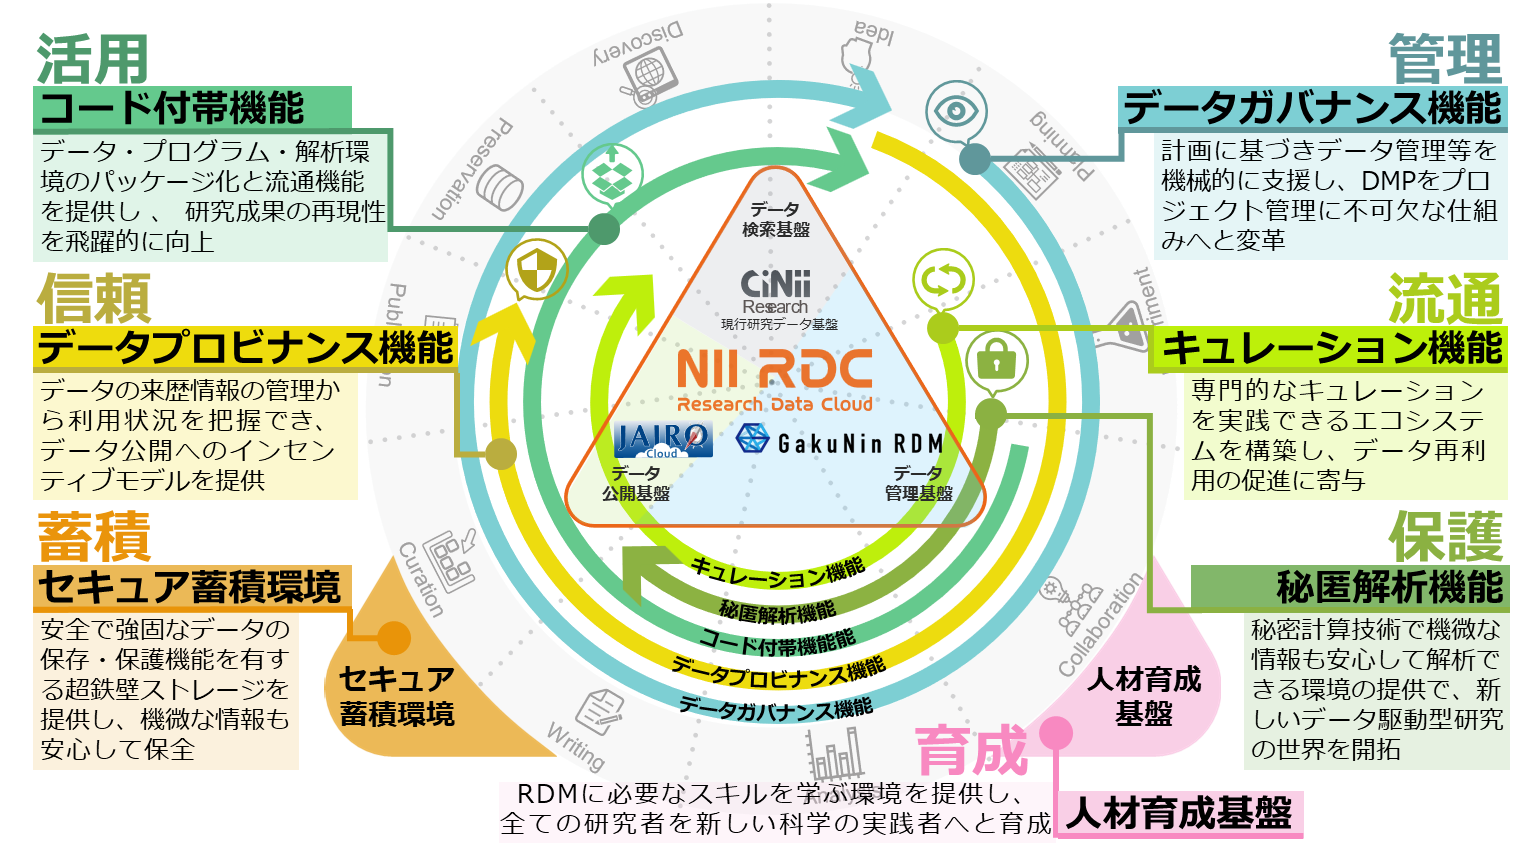 活用
コード付帯機能
データ・プログラム・解析環
境のパッケージ化と流通機能
を提供し 、 研究成果の再現性
を飛躍的に向上
信頼
データプロビナンス機能
データの来歴情報の管理か
ら利用状況を把握でき、
データ公開へのインセン
ティブモデルを提供
蓄積
セキュア蓄積環境
安全で強固なデータの
保存・保護機能を有す
る超鉄壁ストレージを
提供し、機微な情報も
安心して保全
セキュア
蓄積環境
Discovery
Idea
Preservation
Planning
Curation
Writing
Collaboration
データ
検索基盤
CiNii
Research
現行研究データ基盤
NII RDC
Research Data Cloud
JAIRO
Cloud
GakuNin RDM
データ
公開基盤
データ
管理基盤
キュレーション機能
秘匿解析機能
コード付帯機能能
データプロビナンス機能
データガバナンス機能
管理
データガバナンス機能
計画に基づきデータ管理等を
機械的に支援し、DMPをプロ
ジェクト管理に不可欠な仕組
みへと変革
流通
キュレーション機能
専門的なキュレーション
を実践できるエコシステ
ムを構築し、データ再利
用の促進に寄与
保護
秘匿解析機能
秘密計算技術で機微な
情報も安心して解析で
きる環境の提供で、新
しいデータ駆動型研究
の世界を開拓
人材育成
基盤
育成
RDMに必要なスキルを学ぶ環境を提供し、
全ての研究者を新しい科学の実践者へと育成
人材育成基盤